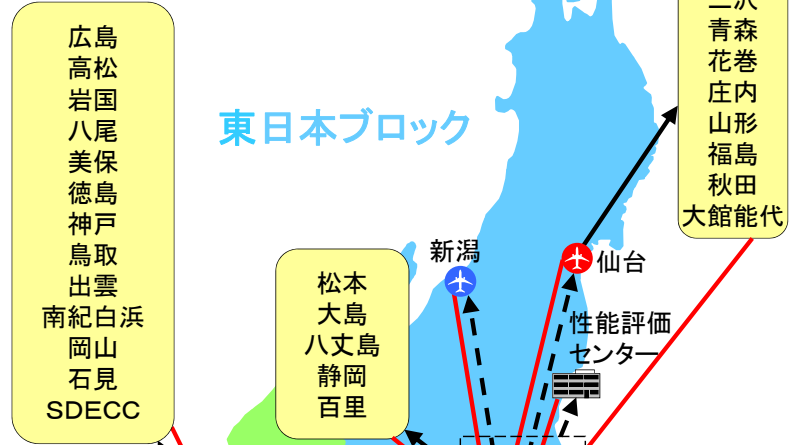 広島
高松
岩国
八尾
美保
徳島
神戸
鳥取
出雲
南紀白浜
岡山
石見
SDECC
東日本ブロック
三沢
青森
花巻
庄内
山形
福島
秋田
大館能代
新潟
仙台
松本
大島
八丈島
静岡
百里
性能評価
センター